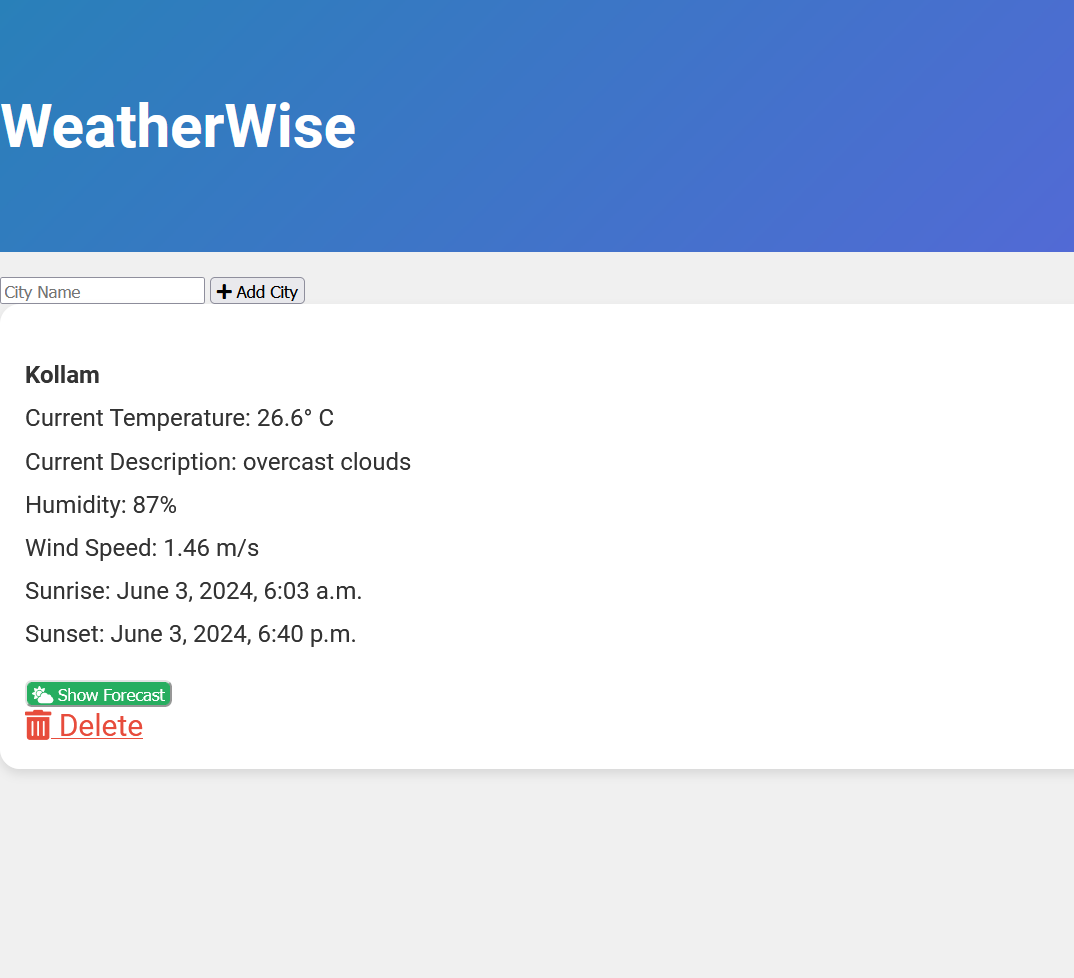 WeatherWise
City Name
Add City
Kollam
Current Temperature: 26.6° C
Current Description: overcast clouds
Humidity: 87%
Wind Speed: 1.46 m/s
Sunrise: June 3, 2024, 6:03 a.m.
Sunset: June 3, 2024, 6:40 p.m.
Show Forecast
Delete